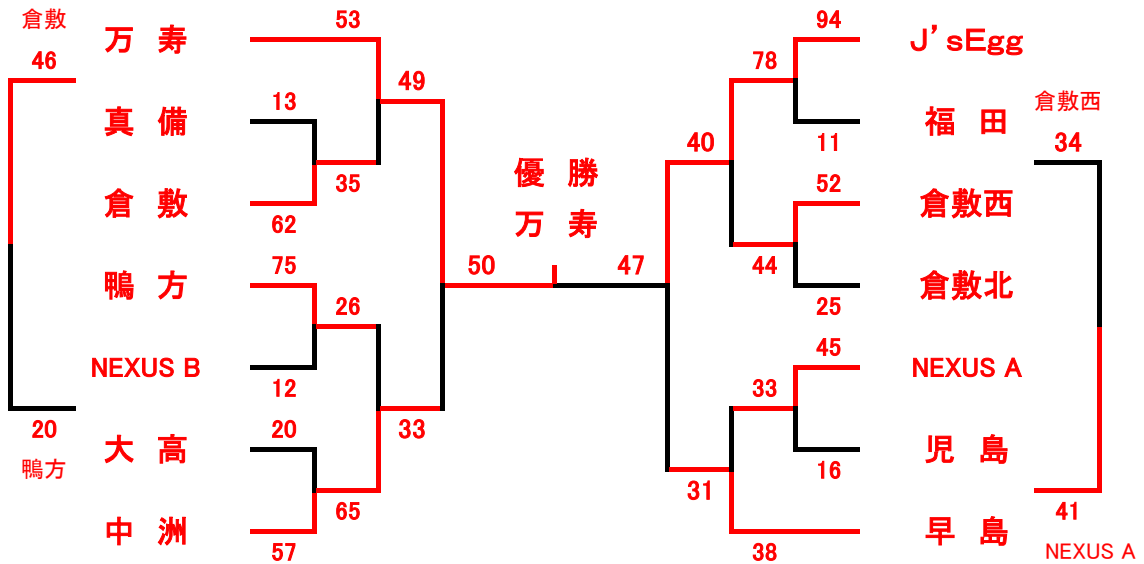 倉敷
46
万 寿
53
49
真 備
13
35
倉 敷
62
鴨 方
75
26
NEXUS B
12
33
大 高
20
65
中 洲
57
20
鴨方
優 勝
万 寿
50
47
94
J'sEgg
78
福 田
11
40
52
倉敷西
44
倉敷北
25
45
NEXUS A
33
児 島
16
31
早 島
38
倉敷西
34
41
NEXUS A